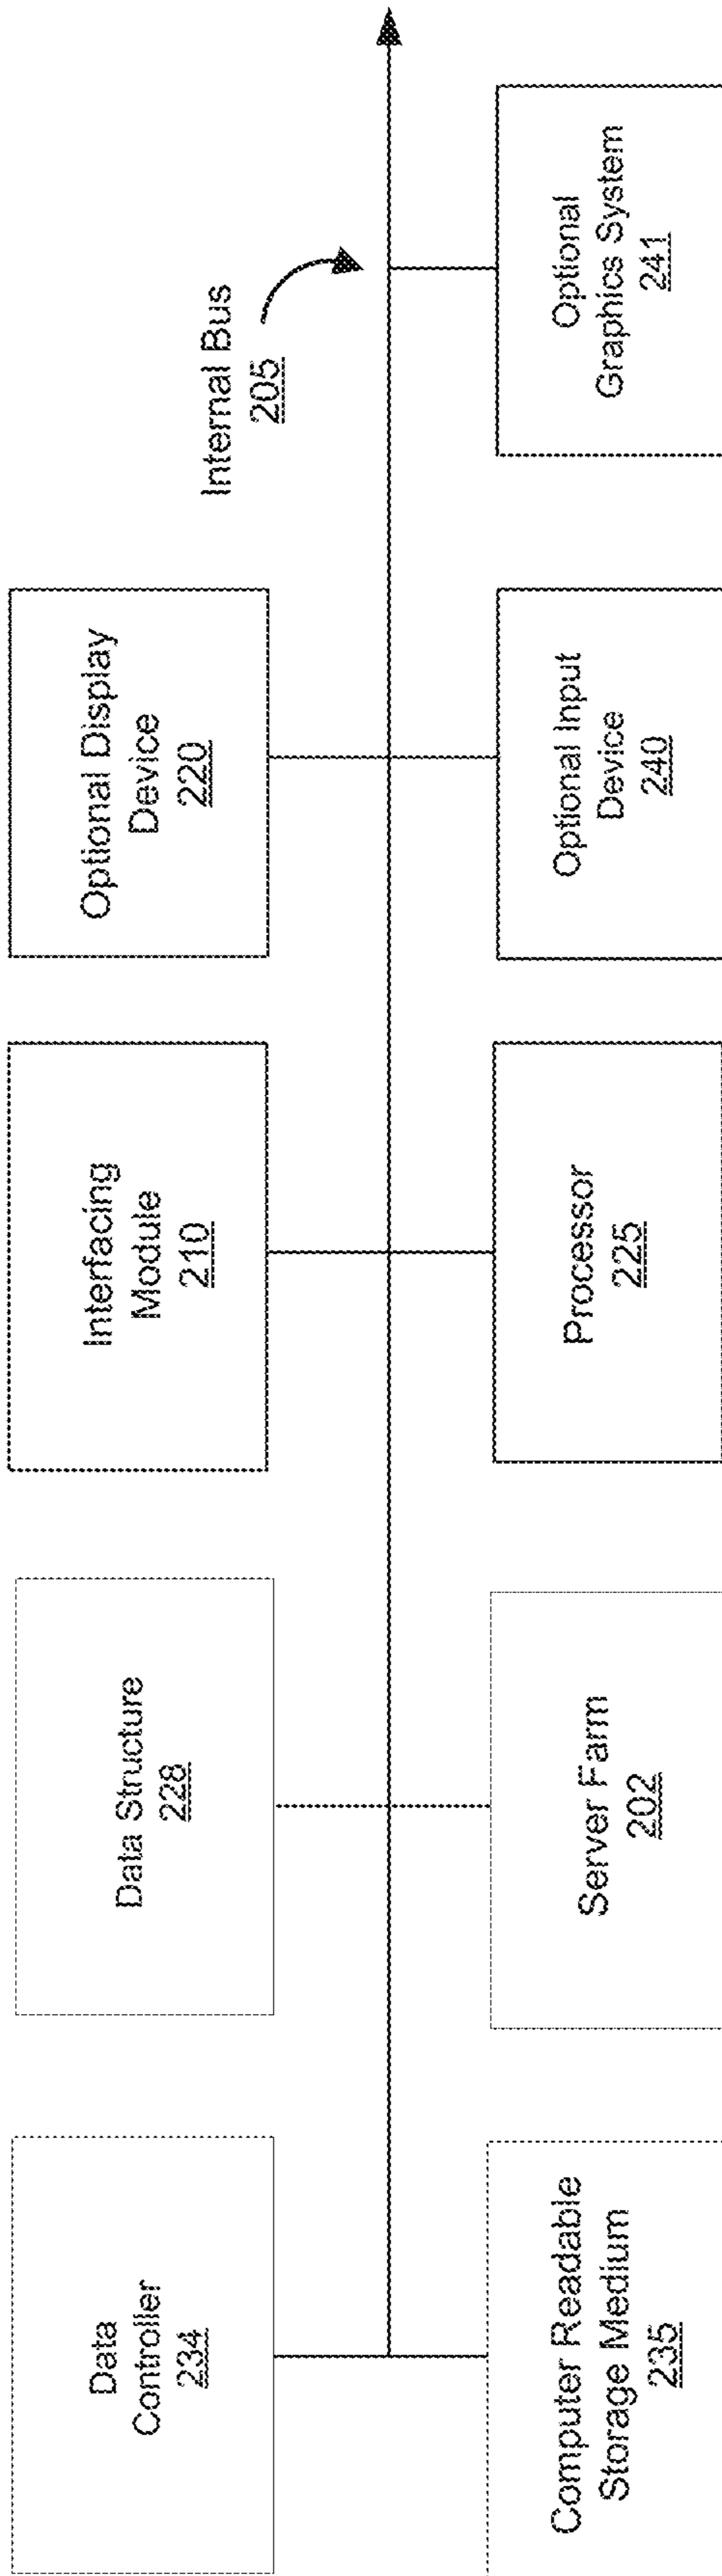 Data
Controller
234
Data Structure
228
Interfacing
Module
210
Optional Display
Device
220
Internal Bus
205
Computer Readable
Storage Medium
235
Server Farm
202
Processor
225
Optional Input
Device
240
Optional
Graphics System
241